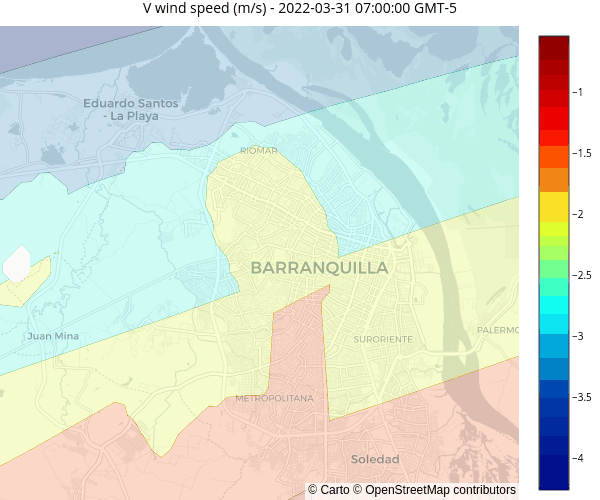 V wind speed (m/s) - 2022-03-31 07:00:00 GMT-5
Eduardo Santos
- La Playa
RIOMAR
BARRANQUILLA
Juan Mina
SURORIENTE
PALERMO
METROPOLITANA
Soledad
© Carto © OpenStreetMap contributors
−1
−1.5
−2
−2.5
−3
−3.5
−4